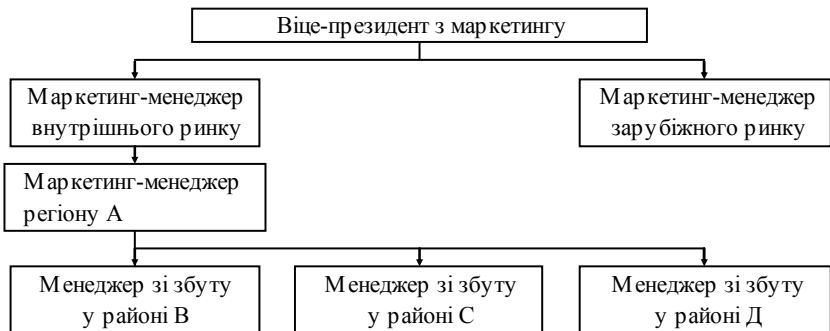 Віце-президент з маркетингу
Маркетинг-менеджер
внутрішнього ринку
Маркетинг-менеджер
зарубіжного ринку
Маркетинг-менеджер
регіону А
Менеджер зі збуту
у районі В
Менеджер зі збуту
у районі С
Менеджер зі збуту
у районі Д